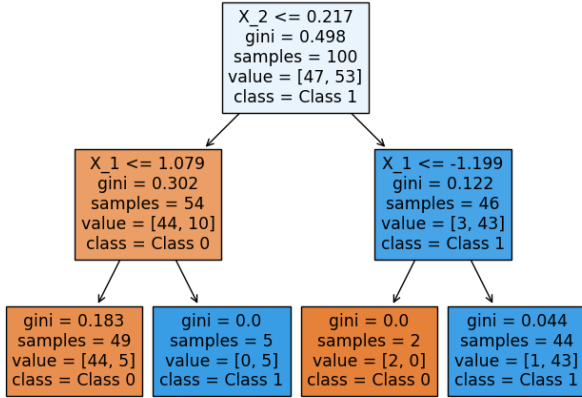 X_2 <= 0.217
gini = 0.498
samples = 100
value = [47, 53]
class = Class 1
X_1 <= 1.079
gini = 0.302
samples = 54
value = [44, 10]
class = Class 0
X_1 <= -1.199
gini = 0.122
samples = 46
value = [3, 43]
class = Class 1
gini = 0.183
samples = 49
value = [44, 5]
class = Class 0
gini = 0.0
samples = 5
value = [0, 5]
class = Class 1
gini = 0.0
samples = 2
value = [2, 0]
class = Class 0
gini = 0.044
samples = 44
value = [1, 43]
class = Class 1